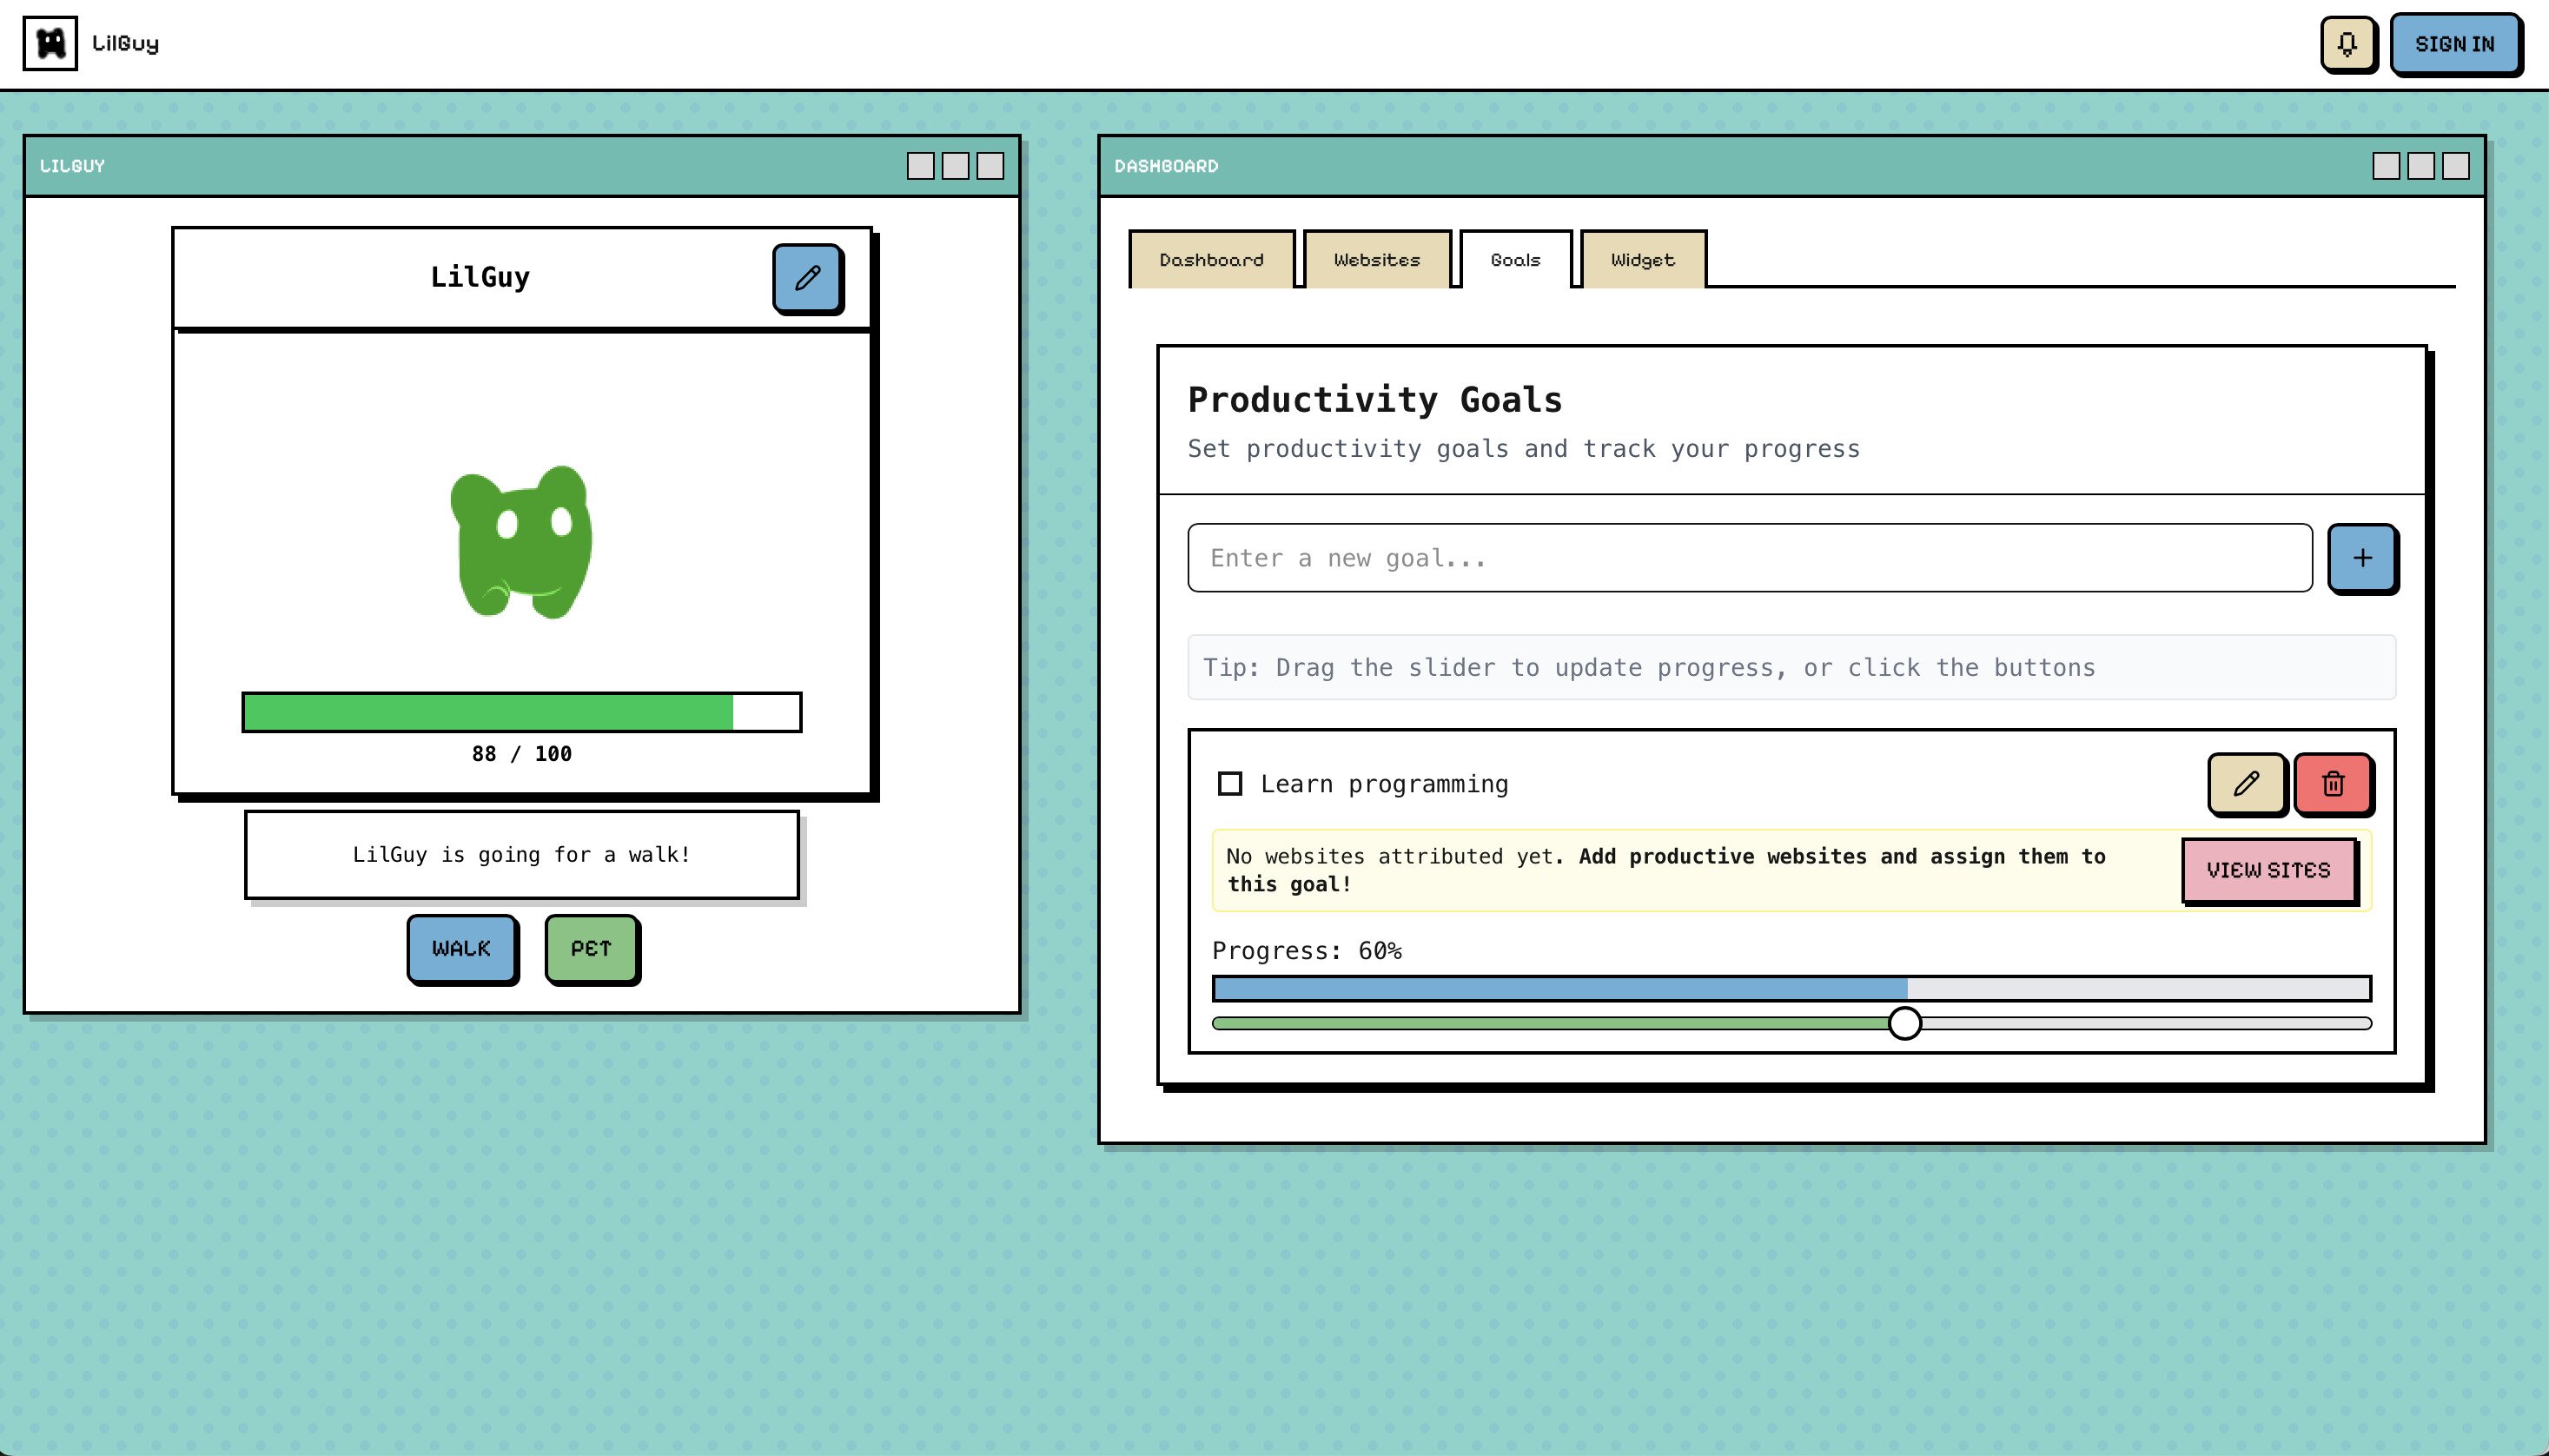 LilGuy
SIGN IN
LILGUY
LilGuy
88 / 100
LilGuy is going for a walk!
WALK
PET
DASHBOARD
Dashboard
Websites
Goals
Widget
Productivity Goals
Set productivity goals and track your progress
Enter a new goal...
Tip: Drag the slider to update progress, or click the buttons
Learn programming
No websites attributed yet. Add productive websites and assign them to
this goal!
VIEW SITES
Progress: 60%